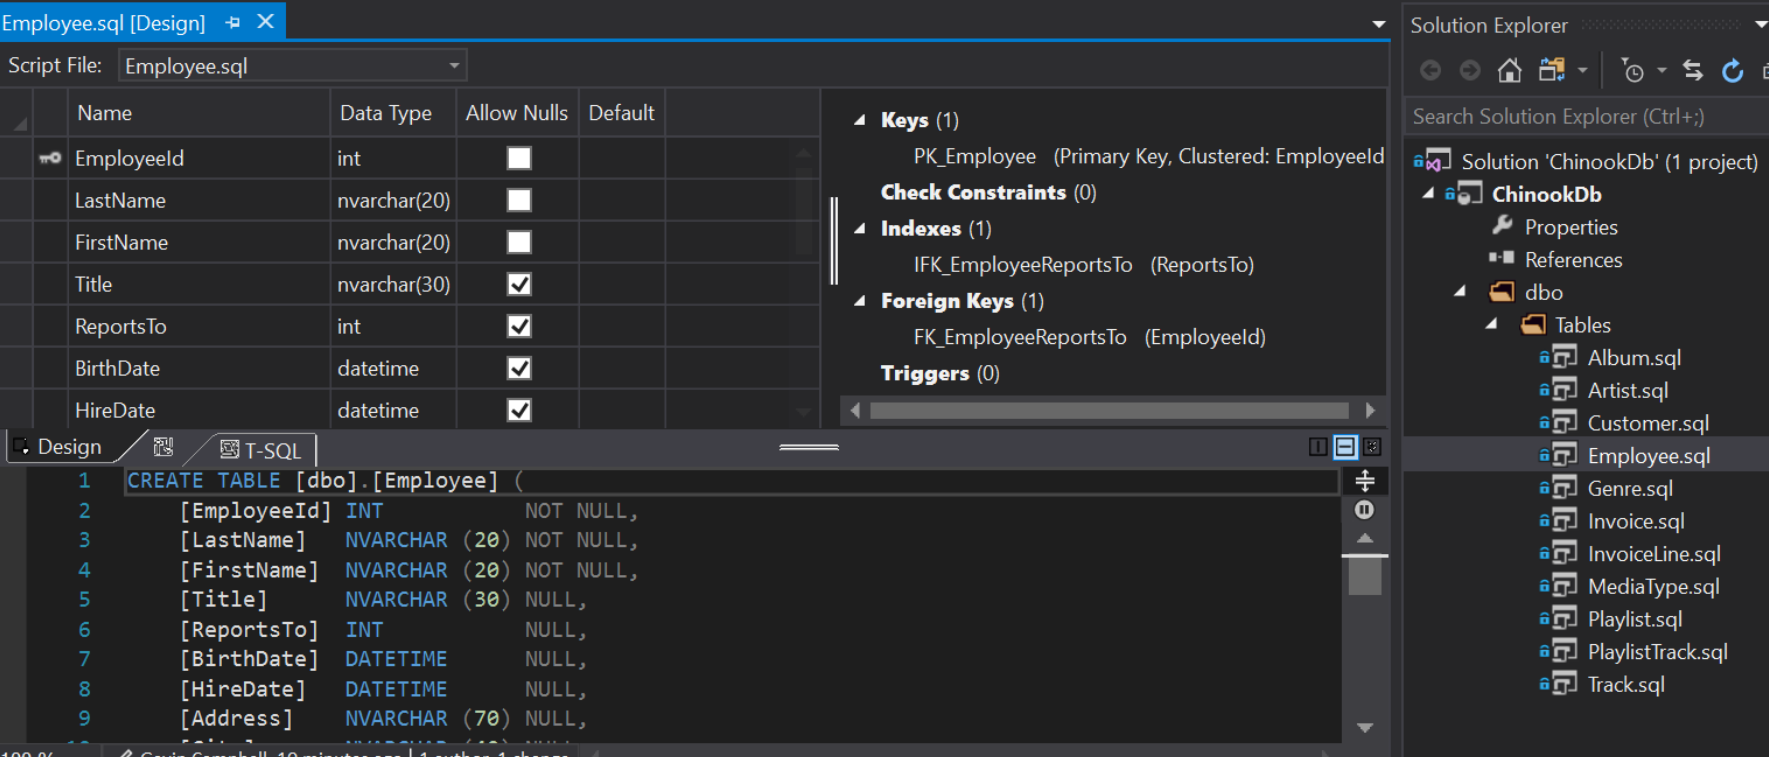 Employee.sql [Design]
Script File: Employee.sql
Name Data Type Allow Nulls Default
EmployeeId int
LastName nvarchar(20)
FirstName nvarchar(20)
Title nvarchar(30)
ReportsTo int
BirthDate datetime
HireDate datetime
Keys (1)
PK_Employee (Primary Key, Clustered: EmployeeId
Check Constraints (0)
Indexes (1)
IFK_EmployeeReportsTo (ReportsTo)
Foreign Keys (1)
FK_EmployeeReportsTo (EmployeeId)
Triggers (0)
Design T-SQL
1 CREATE TABLE [dbo].[Employee] (
2 [EmployeeId] INT NOT NULL,
3 [LastName] NVARCHAR (20) NOT NULL,
4 [FirstName] NVARCHAR (20) NOT NULL,
5 [Title] NVARCHAR (30) NULL,
6 [ReportsTo] INT NULL,
7 [BirthDate] DATETIME NULL,
8 [HireDate] DATETIME NULL,
9 [Address] NVARCHAR (70) NULL,
Solution Explorer
Search Solution Explorer (Ctrl+;)
Solution 'ChinookDb' (1 project)
ChinookDb
Properties
References
dbo
Tables
Album.sql
Artist.sql
Customer.sql
Employee.sql
Genre.sql
Invoice.sql
InvoiceLine.sql
MediaType.sql
Playlist.sql
PlaylistTrack.sql
Track.sql